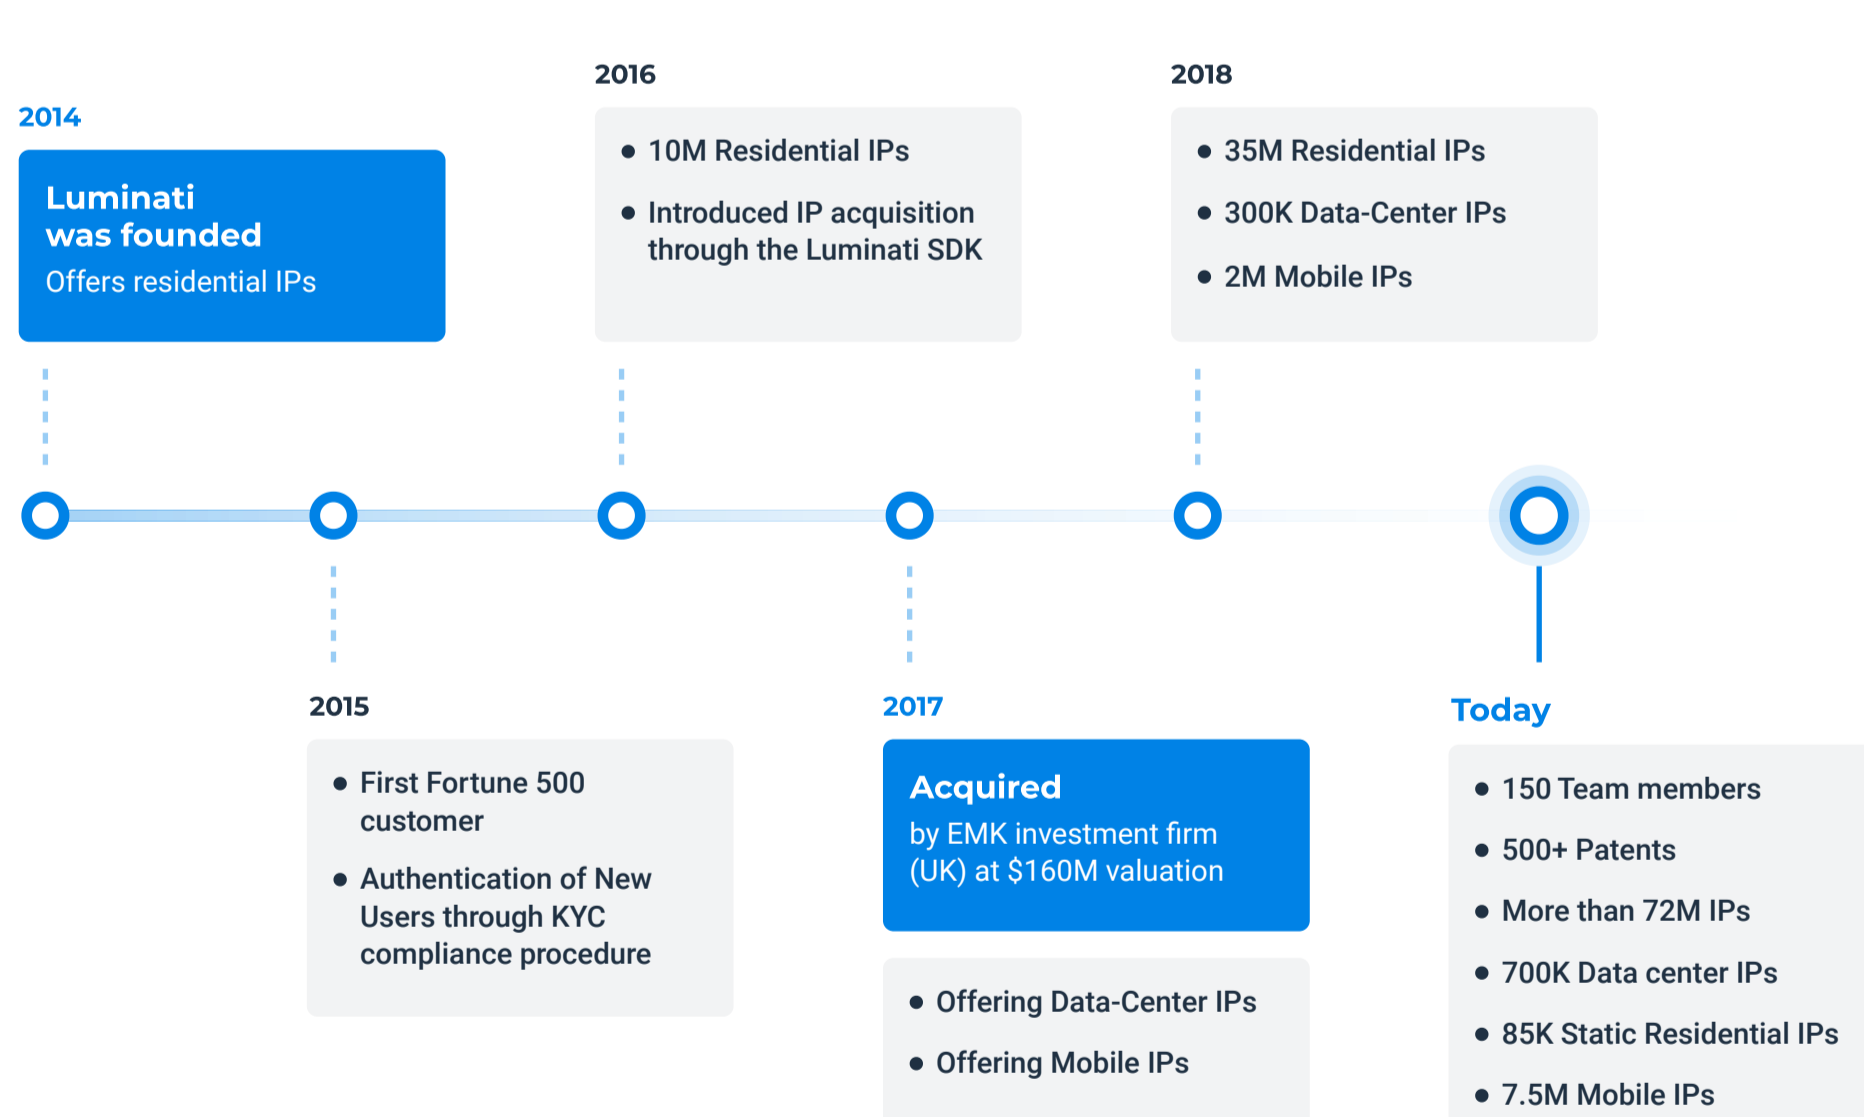 2014
Luminati
was founded
Offers residential IPs
2016
10M Residential IPs
Introduced IP acquisition
through the Luminati SDK
2018
35M Residential IPs
300K Data-Center IPs
2M Mobile IPs
2015
First Fortune 500
customer
Authentication of New
Users through KYC
compliance procedure
2017
Acquired
by EMK investment firm
(UK) at $160M valuation
Offering Data-Center IPs
Offering Mobile IPs
Today
150 Team members
500+ Patents
More than 72M IPs
700K Data center IPs
85K Static Residential IPs
7.5M Mobile IPs